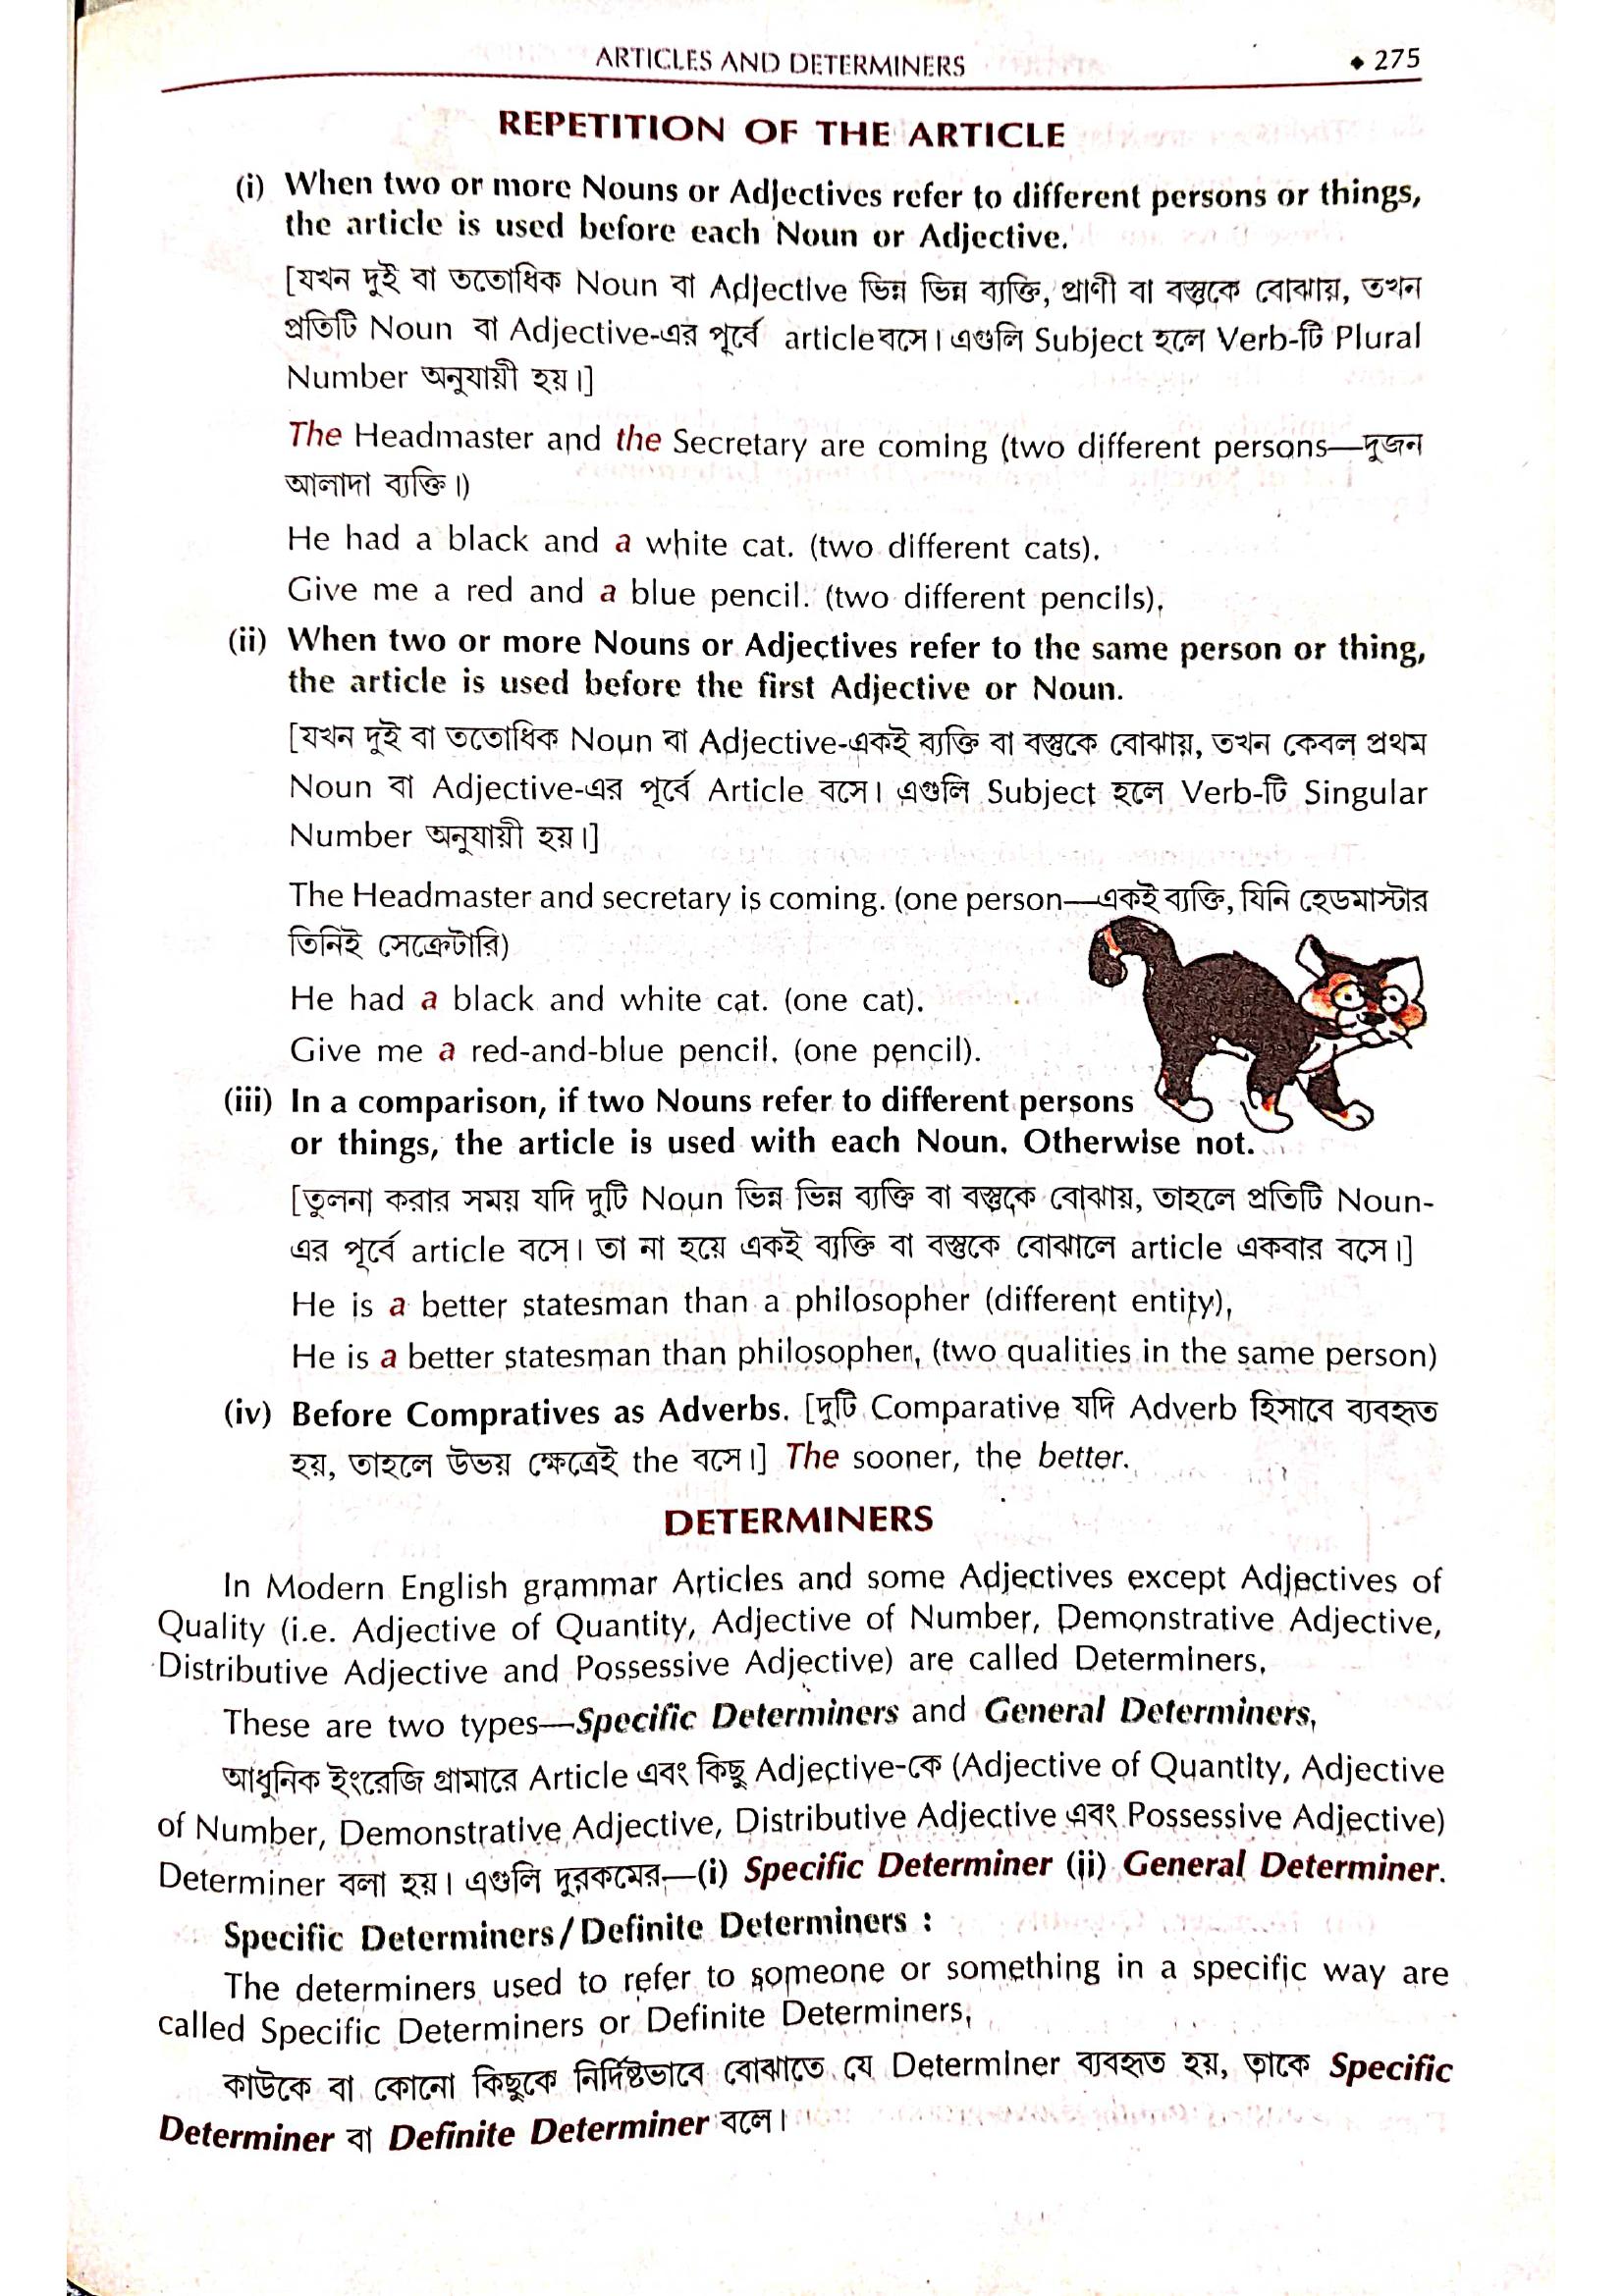 ARTICLES AND DETERMINERS ◆ 275
REPETITION OF THE ARTICLE
(i) When two or more Nouns or Adjectives refer to different persons or things,
the article is used before each Noun or Adjective.
[যখন দুই বা ততোধিক Noun বা Adjective ভিন্ন ভিন্ন ব্যক্তি, প্রাণী বা বস্তুকে বোঝায়, তখন
প্রতিটি Noun বা Adjective-এর পূর্বে article বসে। এগুলি Subject হলে Verb-টি Plural
Number অনুযায়ী হয়।]
The Headmaster and the Secretary are coming (two different persons—দুজন
আলাদা ব্যক্তি।)
He had a black and a white cat. (two different cats).
Give me a red and a blue pencil. (two different pencils).
(ii) When two or more Nouns or Adjectives refer to the same person or thing,
the article is used before the first Adjective or Noun.
[যখন দুই বা ততোধিক Noun বা Adjective-একই ব্যক্তি বা বস্তুকে বোঝায়, তখন কেবল প্রথম
Noun বা Adjective-এর পূর্বে Article বসে। এগুলি Subject হলে Verb-টি Singular
Number অনুযায়ী হয়।]
The Headmaster and secretary is coming. (one person—একই ব্যক্তি, যিনি হেডমাস্টার
তিনিই সেক্রেটারি)
He had a black and white cat. (one cat).
Give me a red-and-blue pencil. (one pencil).
(iii) In a comparison, if two Nouns refer to different persons
or things, the article is used with each Noun. Otherwise not.
[তুলনা করার সময় যদি দুটি Noun ভিন্ন ভিন্ন ব্যক্তি বা বস্তুকে বোঝায়, তাহলে প্রতিটি Noun-
এর পূর্বে article বসে। তা না হয়ে একই ব্যক্তি বা বস্তুকে বোঝালে article একবার বসে।]
He is a better statesman than a philosopher (different entity),
He is a better statesman than philosopher, (two qualities in the same person)
(iv) Before Compratives as Adverbs. [দুটি Comparative যদি Adverb হিসাবে ব্যবহৃত
হয়, তাহলে উভয় ক্ষেত্রেই the বসে।] The sooner, the better.
DETERMINERS
In Modern English grammar Articles and some Adjectives except Adjectives of
Quality (i.e. Adjective of Quantity, Adjective of Number, Demonstrative Adjective,
Distributive Adjective and Possessive Adjective) are called Determiners,
These are two types—Specific Determiners and General Determiners,
আধুনিক ইংরেজি গ্রামারে Article এবং কিছু Adjective-কে (Adjective of Quantity, Adjective
of Number, Demonstrative Adjective, Distributive Adjective এবং Possessive Adjective)
Determiner বলা হয়। এগুলি দুরকমের—(i) Specific Determiner (ii) General Determiner.
Specific Determiners/Definite Determiners :
The determiners used to refer to someone or something in a specific way are
called Specific Determiners or Definite Determiners,
কাউকে বা কোনো কিছুকে নির্দিষ্টভাবে বোঝাতে যে Determiner ব্যবহৃত হয়, তাকে Specific
Determiner বা Definite Determiner বলে।